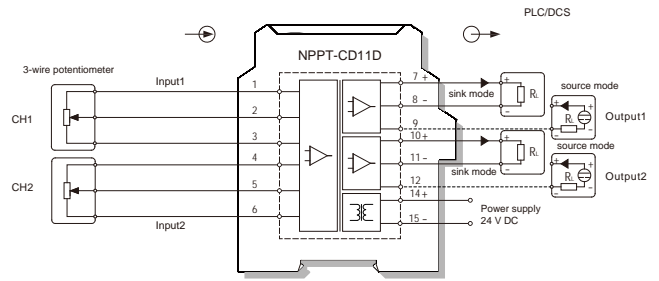 PLC/DCS
NPPT-CD11D
3-wire potentiometer
Input1
CH1
1
2
3
4
5
6
CH2
Input2
7 +
8 −
9
10 +
11 −
12
14 +
15 −
sink mode
+
RL
−
source mode
+
+
RL
−
−
Output1
sink mode
+
RL
−
source mode
+
+
RL
−
−
Output2
Power supply
24 V DC